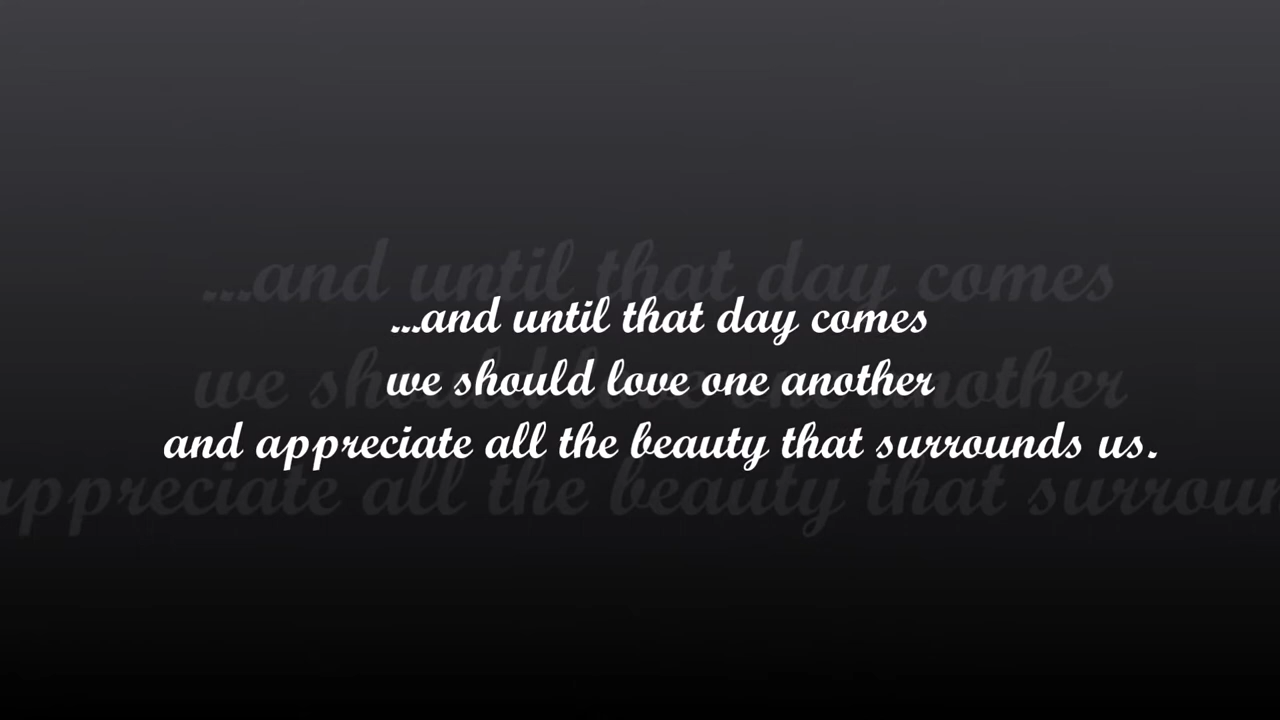 ...and until that day comes
we should love one another
and appreciate all the beauty that surrounds us.